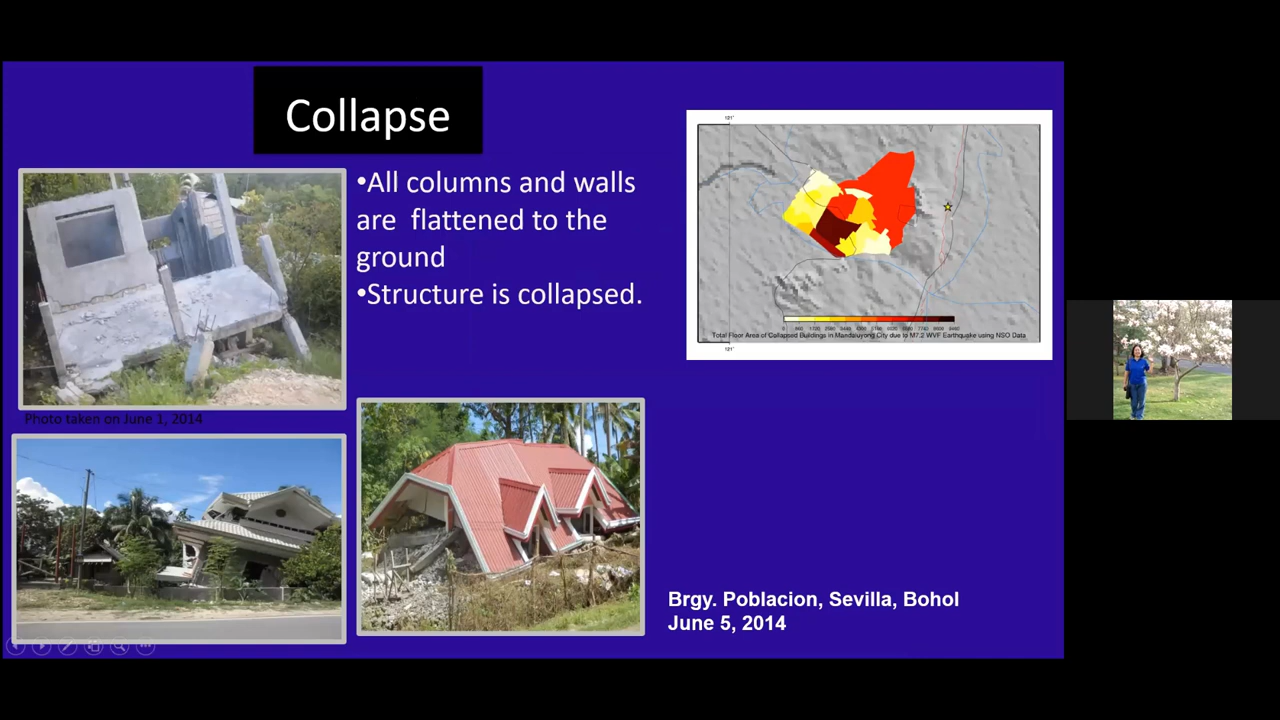 Collapse
•All columns and walls
are flattened to the
ground
•Structure is collapsed.
Photo taken on June 1, 2014
121°
Total Floor Area of Collapsed Buildings in Mandaluyong City due to M7.2 WVF Earthquake using NSO Data
121°
Brgy. Poblacion, Sevilla, Bohol
June 5, 2014